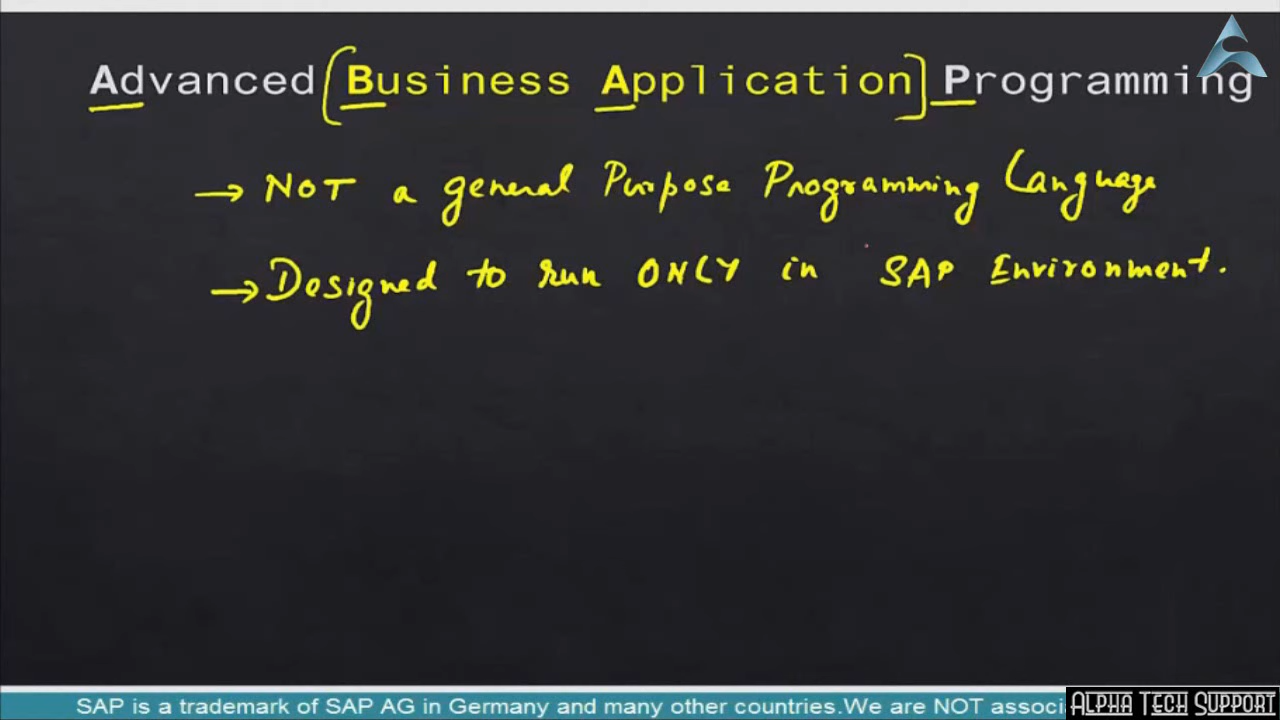 Advanced [Business Application] Programming
→ NOT a general Purpose Programming Language
→ Designed to run ONLY in SAP Environment.
SAP is a trademark of SAP AG in Germany and many other countries.We are NOT associ
Alpha Tech Support